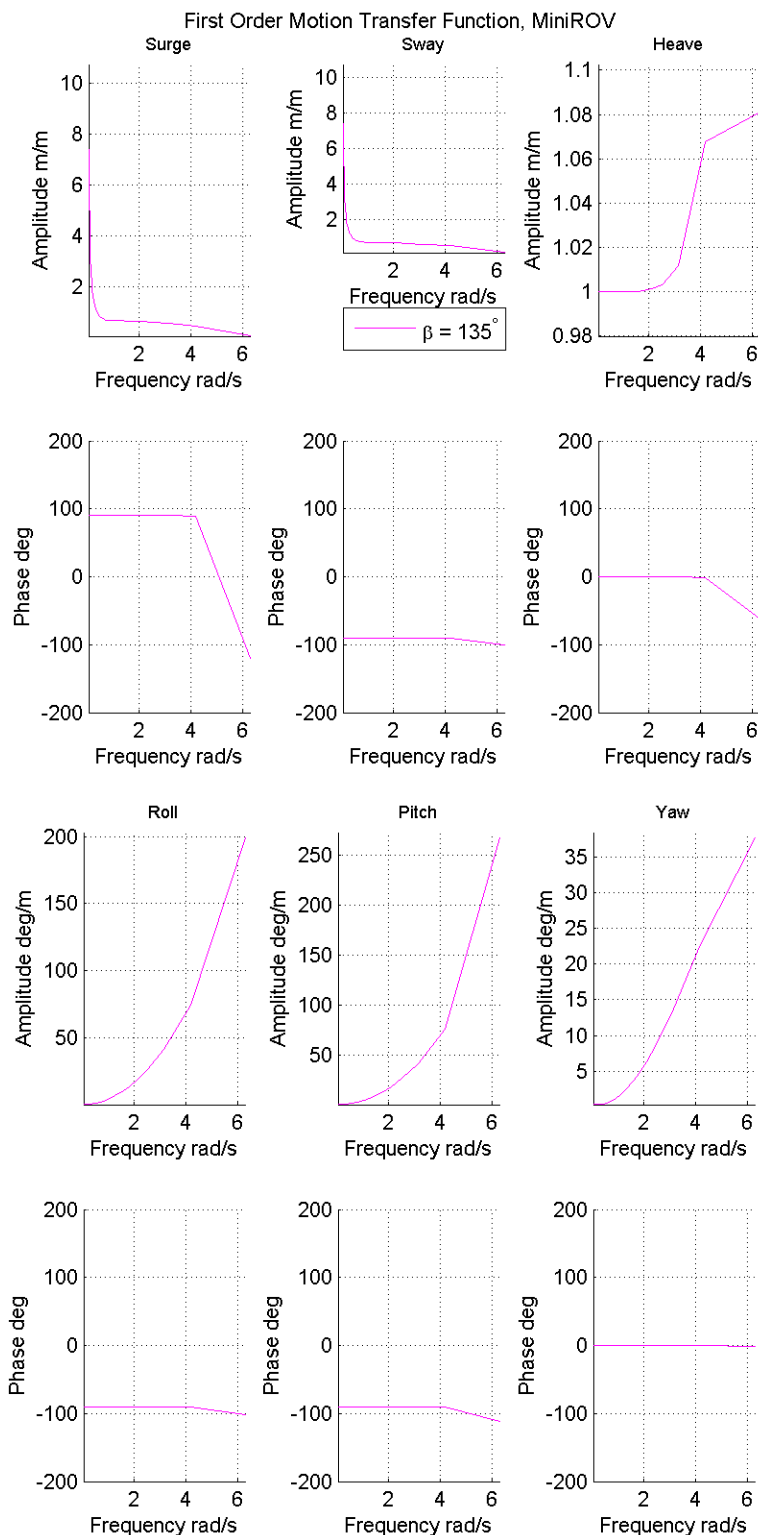 First Order Motion Transfer Function, MiniROV
Surge
Sway
Heave
Amplitude m/m
10
8
6
4
2
2 4 6
Frequency rad/s
Amplitude m/m
10
8
6
4
2
2 4 6
Frequency rad/s
β = 135°
Amplitude m/m
1.1
1.08
1.06
1.04
1.02
1
0.98
2 4 6
Frequency rad/s
Phase deg
200
100
0
-100
-200
2 4 6
Frequency rad/s
Phase deg
200
100
0
-100
-200
2 4 6
Frequency rad/s
Phase deg
200
100
0
-100
-200
2 4 6
Frequency rad/s
Roll
Pitch
Yaw
Amplitude deg/m
200
150
100
50
2 4 6
Frequency rad/s
Amplitude deg/m
250
200
150
100
50
2 4 6
Frequency rad/s
Amplitude deg/m
35
30
25
20
15
10
5
2 4 6
Frequency rad/s
Phase deg
200
100
0
-100
-200
2 4 6
Frequency rad/s
Phase deg
200
100
0
-100
-200
2 4 6
Frequency rad/s
Phase deg
200
100
0
-100
-200
2 4 6
Frequency rad/s